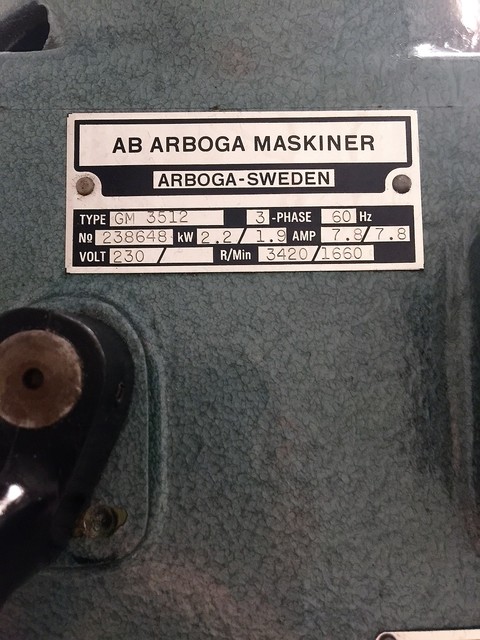 AB ARBOGA MASKINER
ARBOGA-SWEDEN
TYPE GM 3512 3-PHASE 60 Hz
No 238648 kW 2.2/1.9 AMP 7.8/7.8
VOLT 230/ R/Min 3420/1660